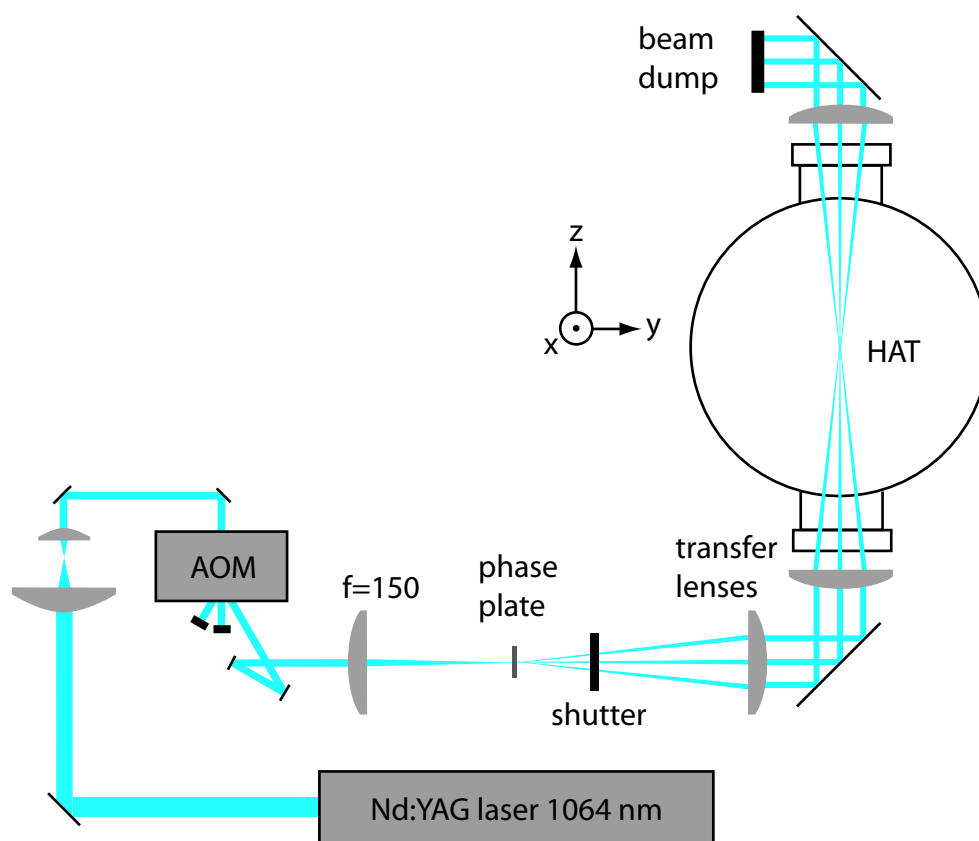 beam
dump
z
x
y
HAT
AOM
f=150
phase
plate
transfer
lenses
shutter
Nd:YAG laser 1064 nm